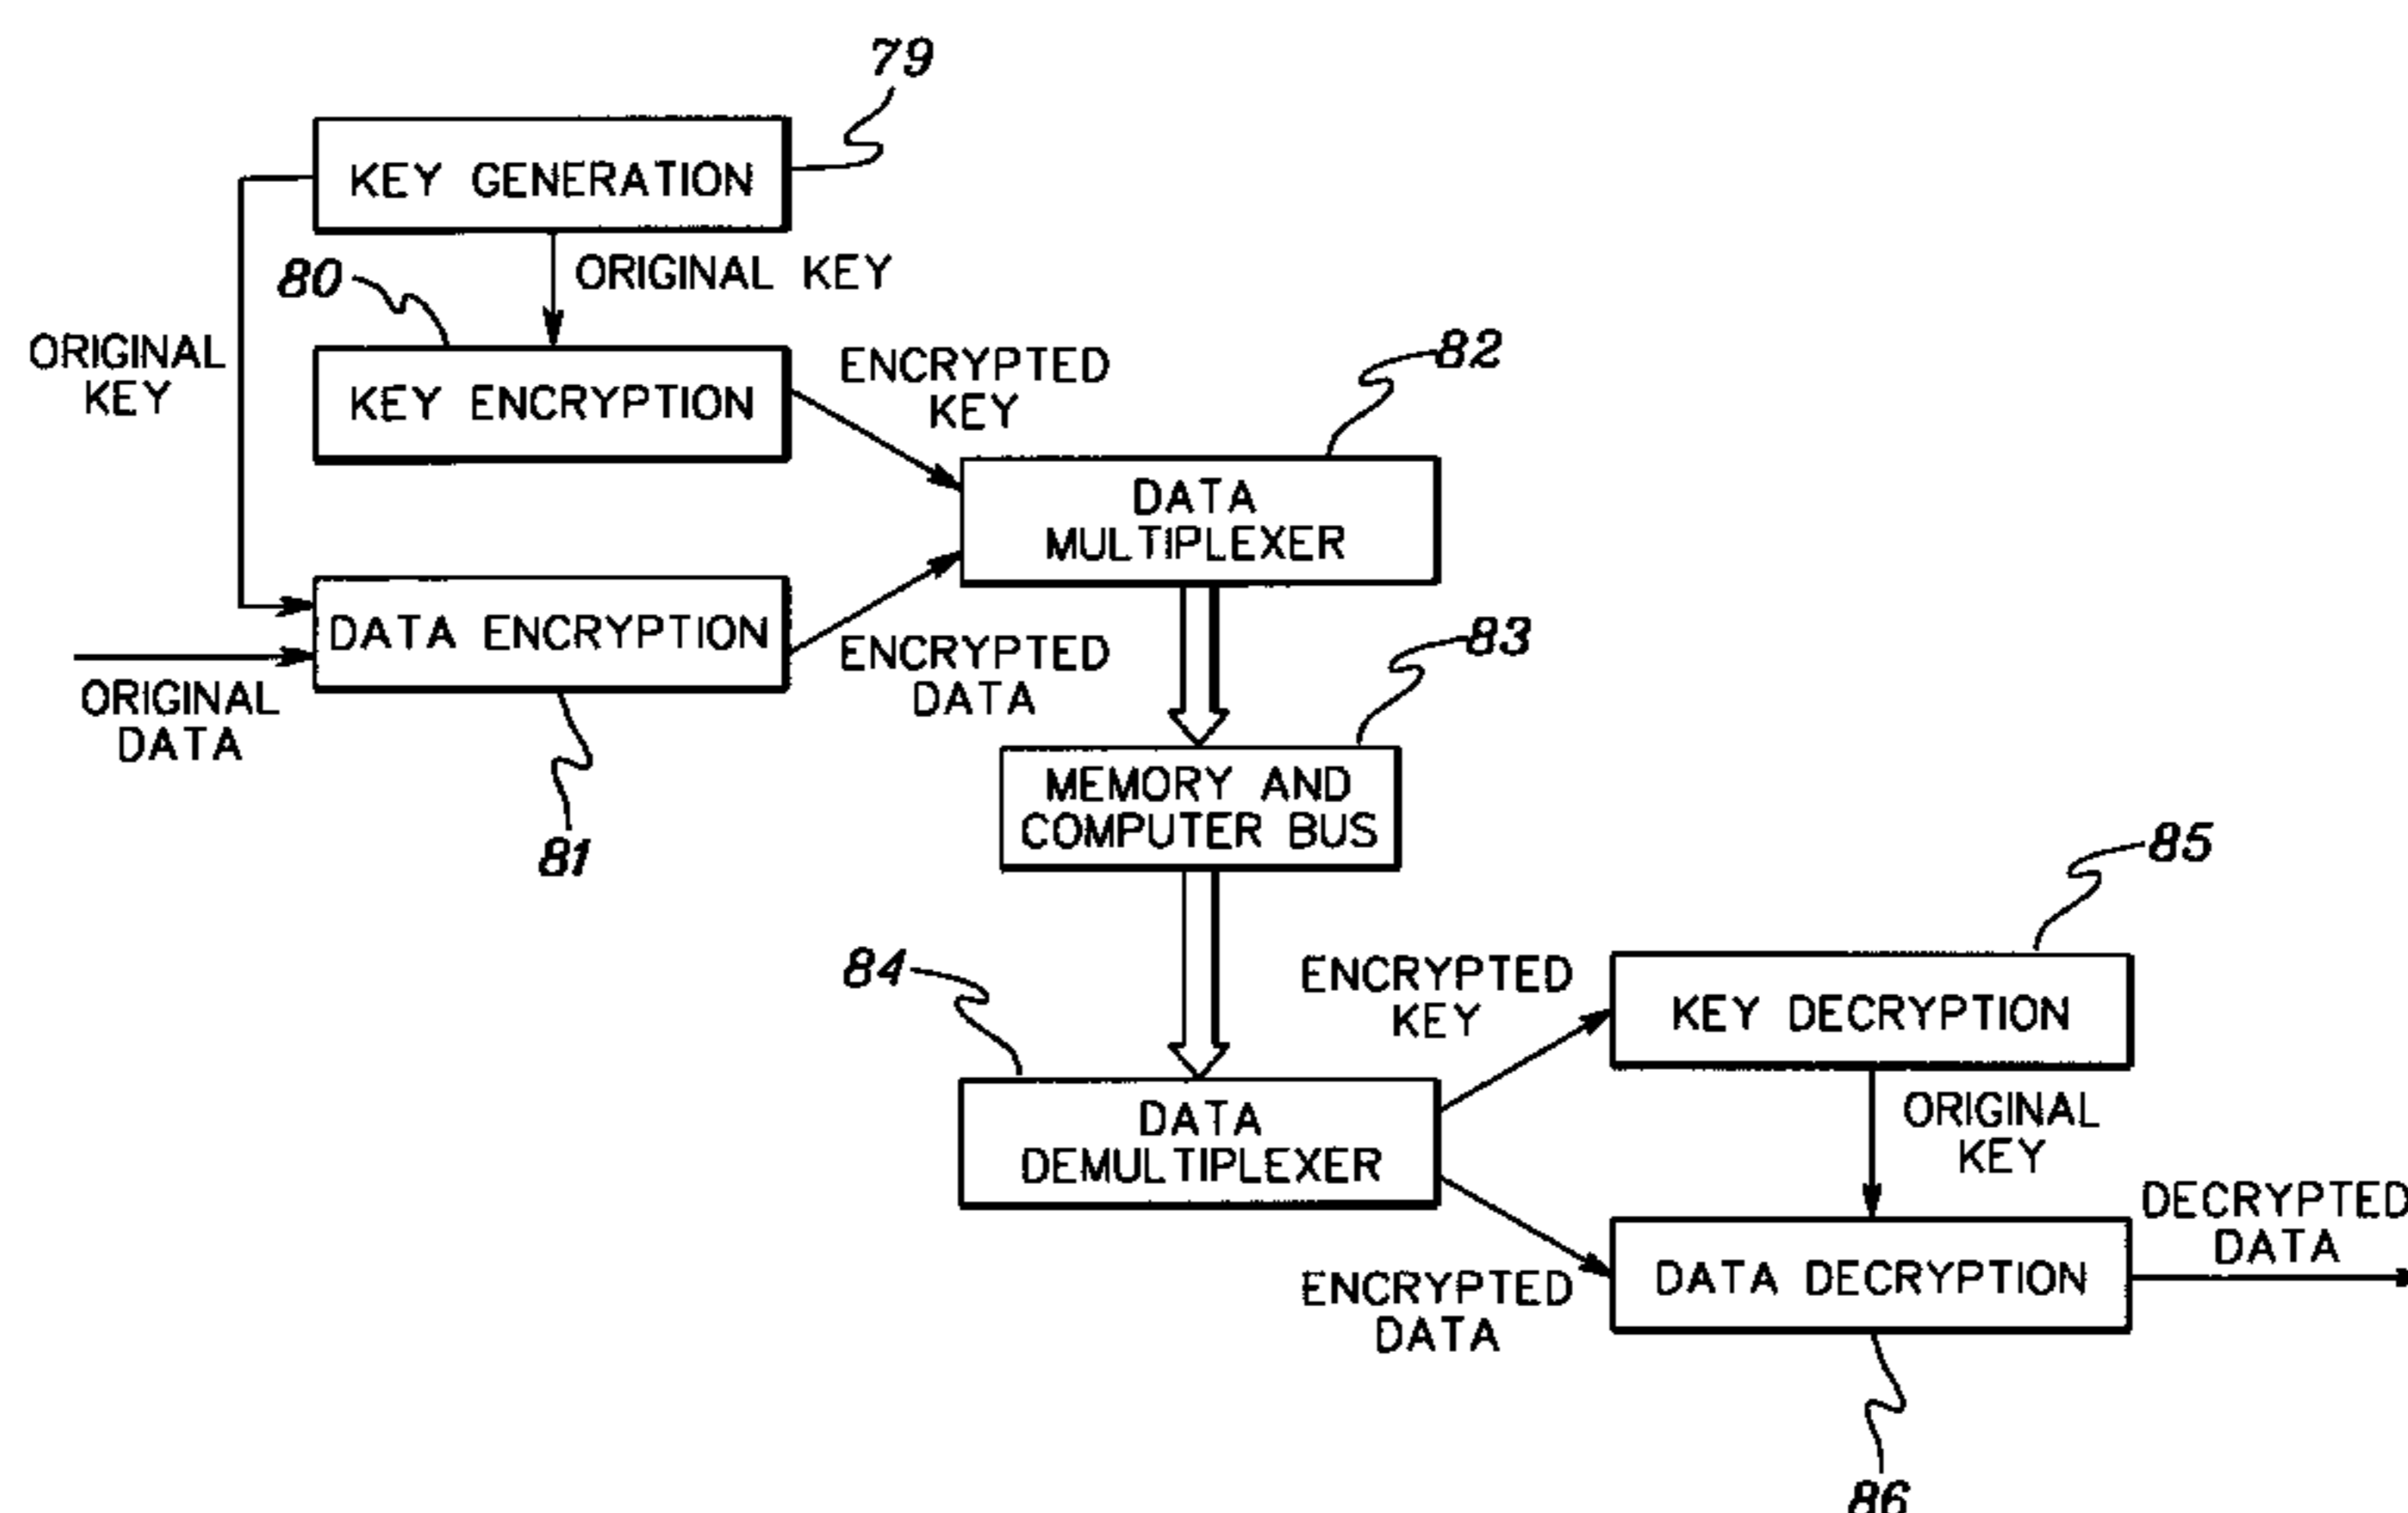 79
KEY GENERATION
80
ORIGINAL KEY
ORIGINAL
KEY
KEY ENCRYPTION
ENCRYPTED
KEY
82
DATA
MULTIPLEXER
DATA ENCRYPTION
ORIGINAL
DATA
81
ENCRYPTED
DATA
83
MEMORY AND
COMPUTER BUS
84
DATA
DEMULTIPLEXER
ENCRYPTED
KEY
85
KEY DECRYPTION
ORIGINAL
KEY
ENCRYPTED
DATA
DATA DECRYPTION
DECRYPTED
DATA
86